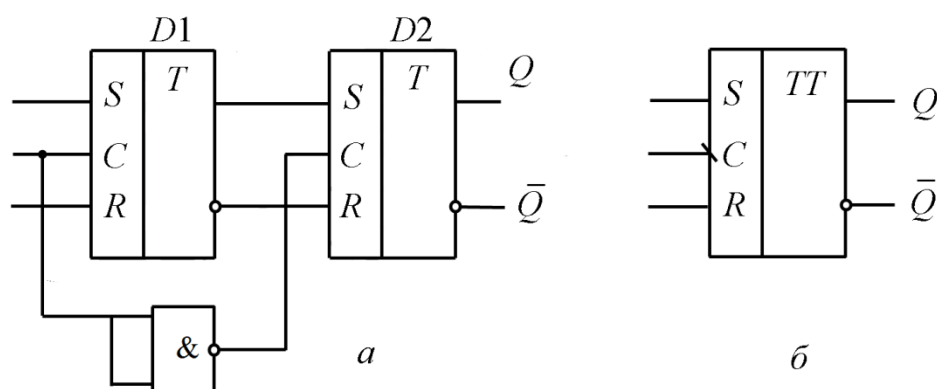 D1 D2
S T S T Q S TT Q
C C C
R R Q̅ R Q̅
& а б